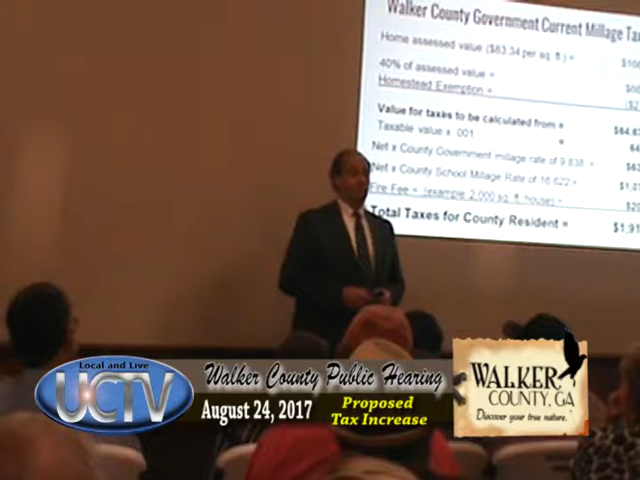 Walker County Government Current Millage Ta
Home assessed value ($83.34 per sq. ft.) =
40% of assessed value =
Homestead Exemption =
Value for taxes to be calculated from =
Taxable value x .001
Net x County Government millage rate of 9.838 =
Net x County School Millage Rate of 16.622 =
Fire Fee = (example 2,000 sq. ft. house) =
Total Taxes for County Resident = $1,91
Local and Live
UCTV
Walker County Public Hearing
August 24, 2017
Proposed
Tax Increase
WALKER
COUNTY, GA
Discover your true nature.